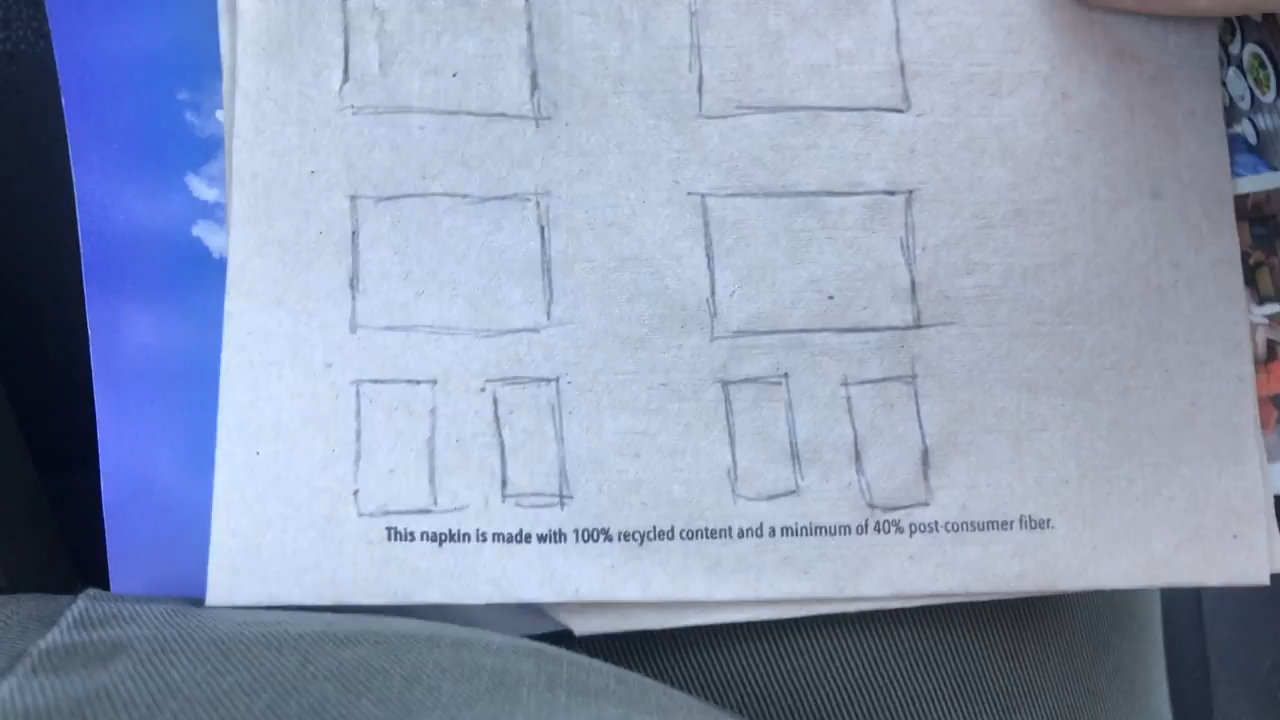 This napkin is made with 100% recycled content and a minimum of 40% post-consumer fiber.